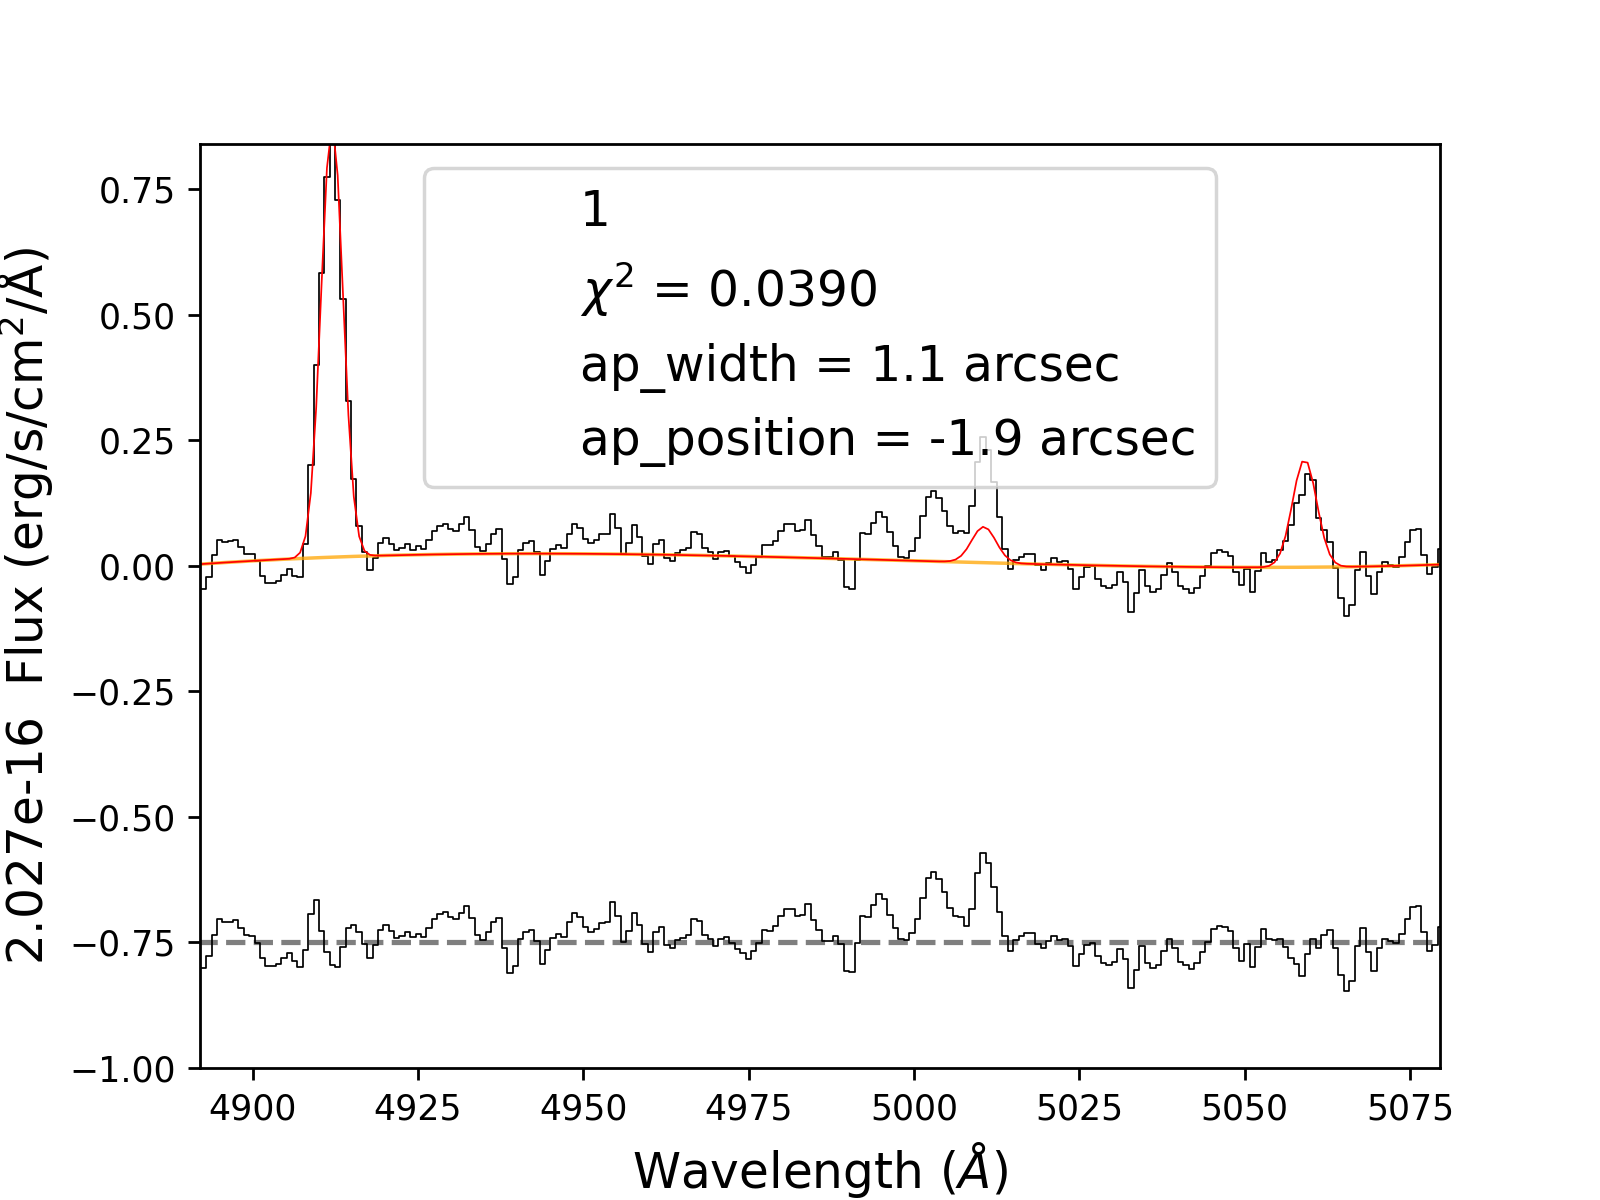 1
χ² = 0.0390
ap_width = 1.1 arcsec
ap_position = -1.9 arcsec
2.027e-16 Flux (erg/s/cm²/Å)
0.75
0.50
0.25
0.00
−0.25
−0.50
−0.75
−1.00
4900 4925 4950 4975 5000 5025 5050 5075
Wavelength (Å)